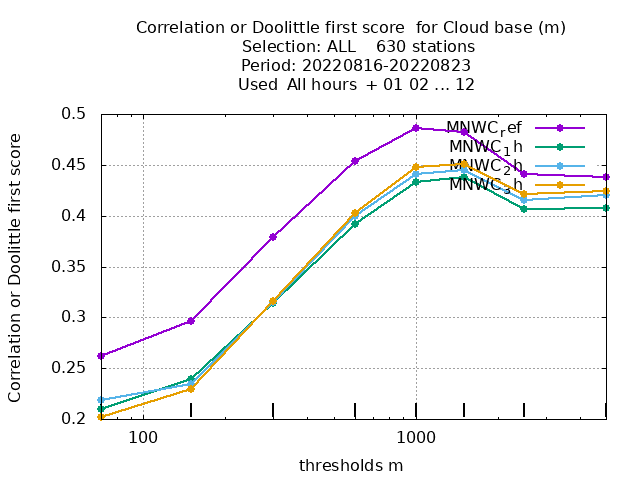 Correlation or Doolittle first score  for Cloud base (m)
Selection: ALL    630 stations
Period: 20220816-20220823
Used  All hours  + 01 02 ... 12
Correlation or Doolittle first score
0.5
0.45
0.4
0.35
0.3
0.25
0.2
MNWC_ref
MNWC_1h
MNWC_2h
MNWC_3h
100
1000
thresholds m